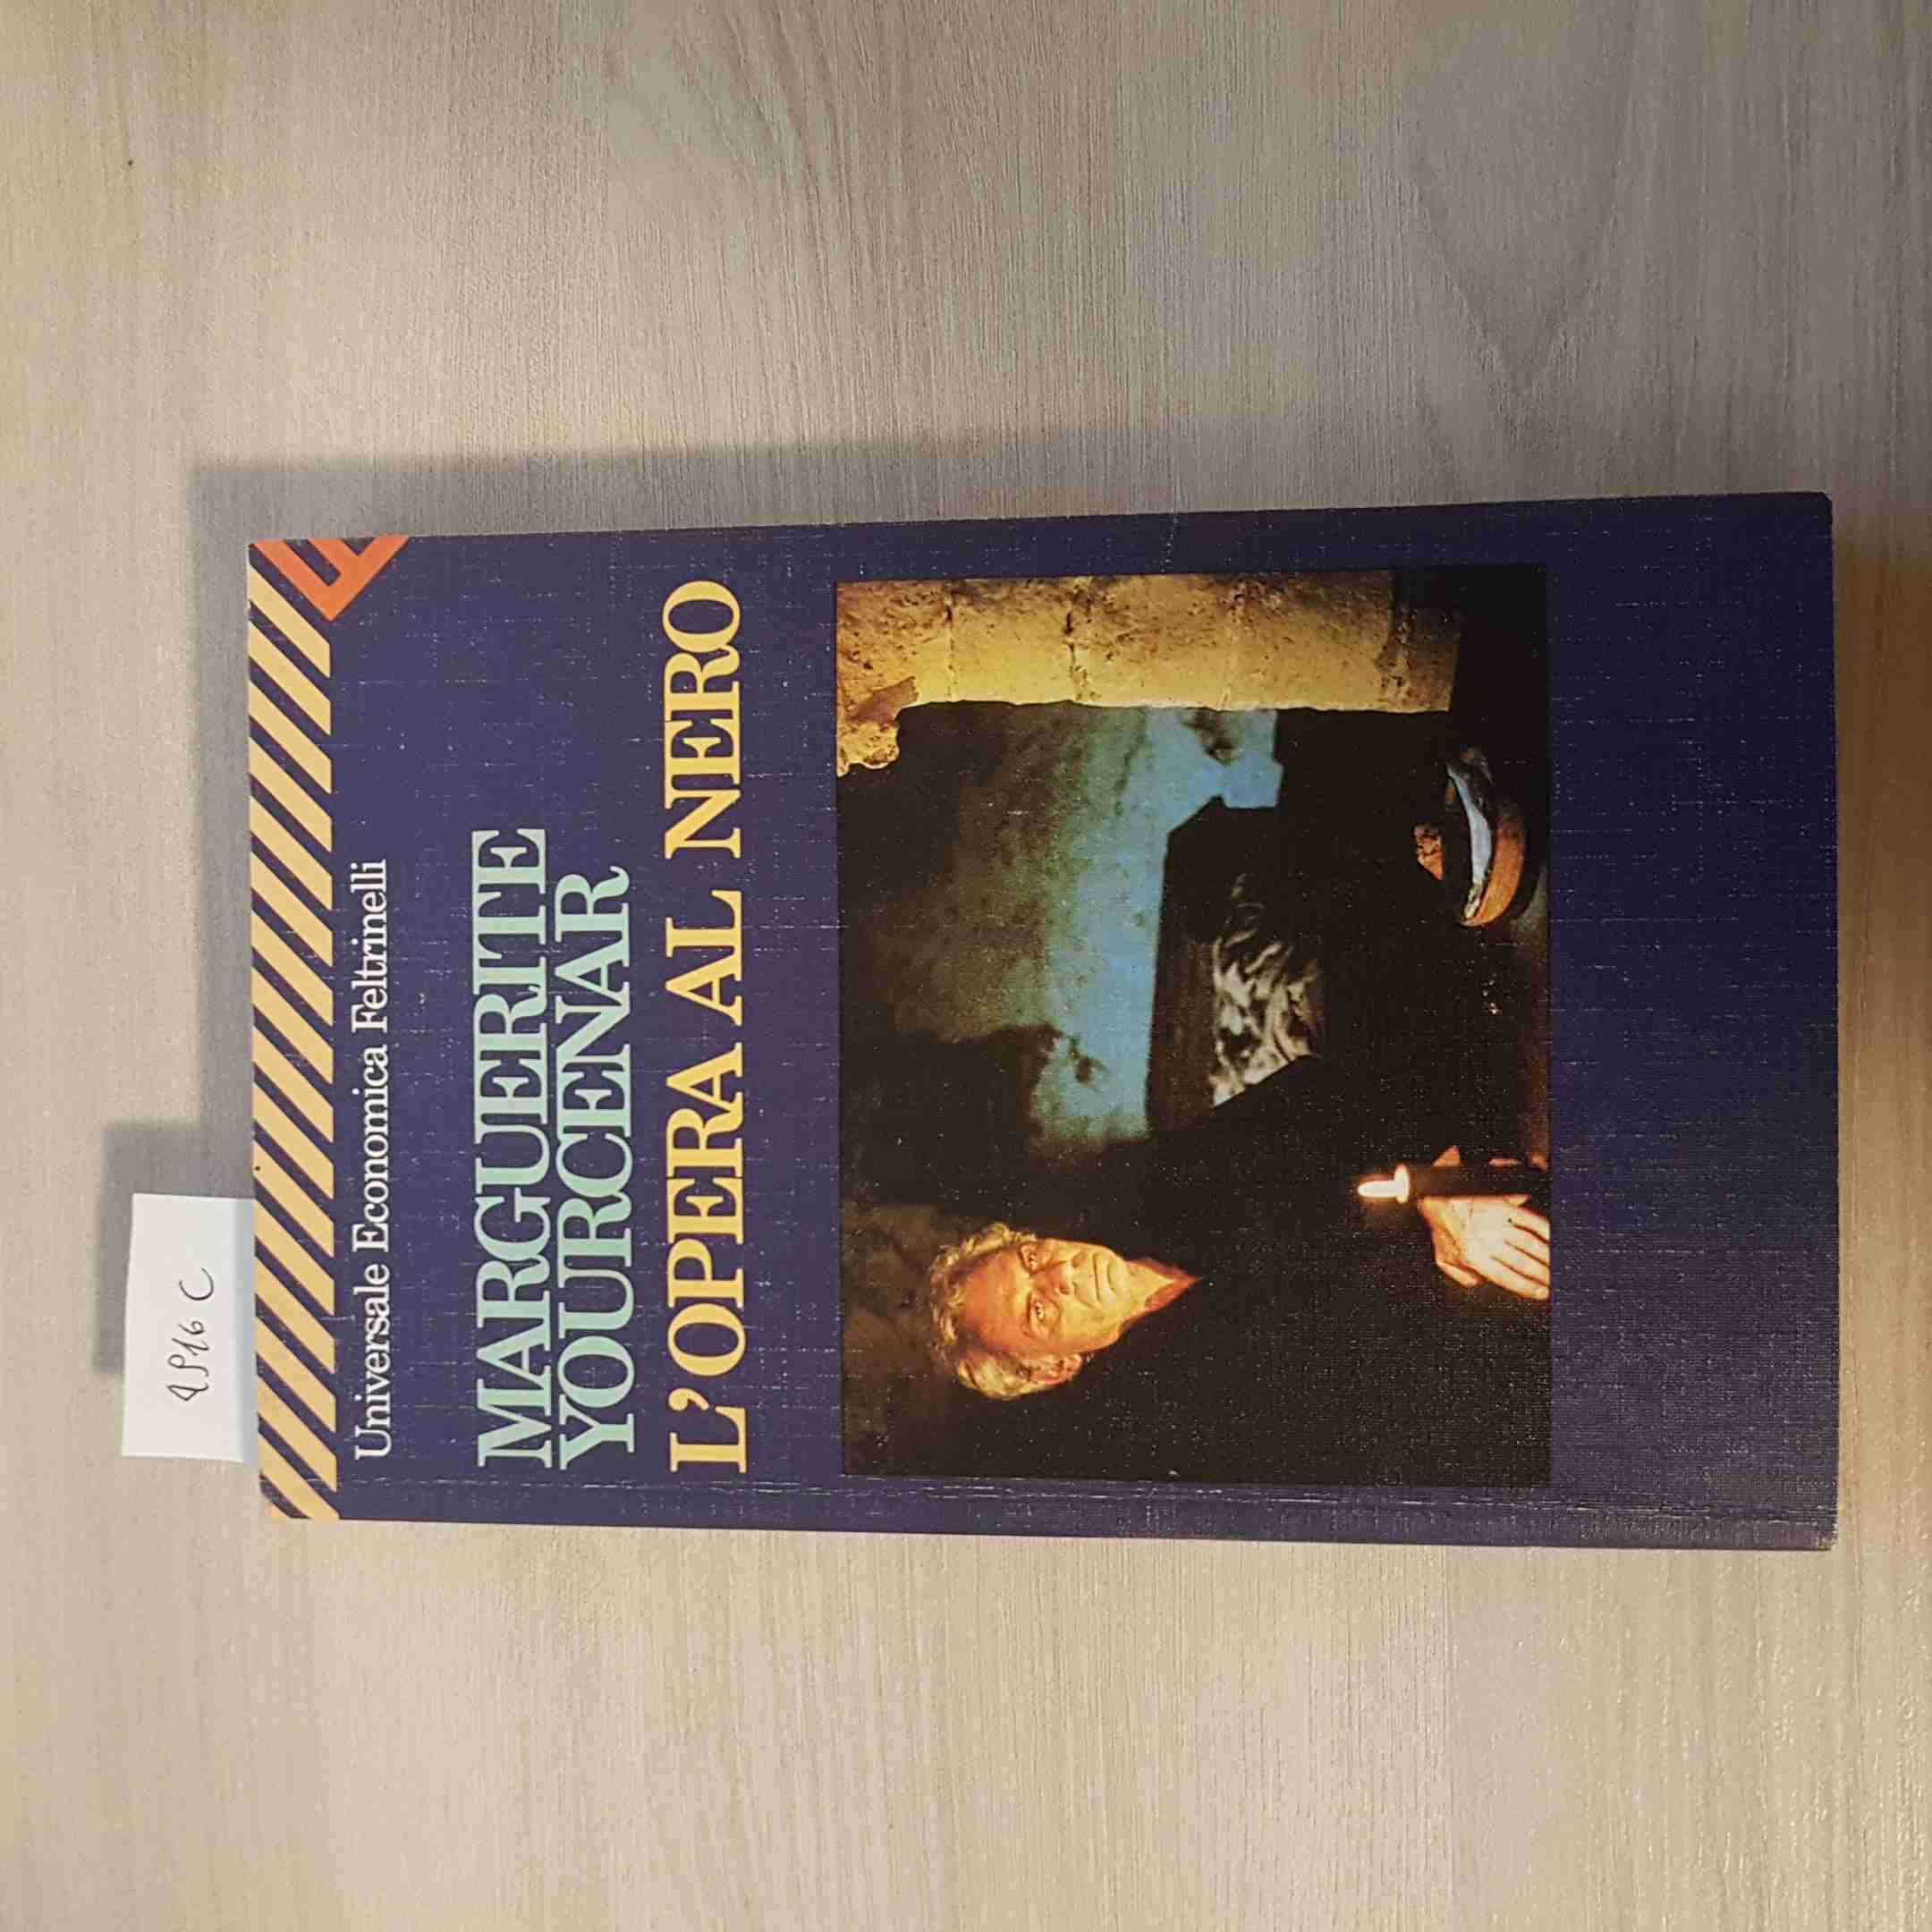 Universale Economica Feltrinelli
MARGUERITE
YOURCENAR
L'OPERA AL NERO